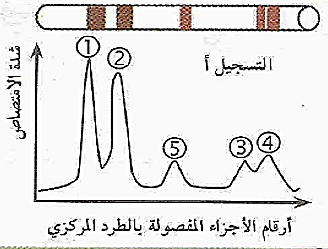 التسجيل أ
شدة الامتصاص
① ② ⑤ ③ ④
أرقام الأجزاء المفصولة بالطرد المركزي